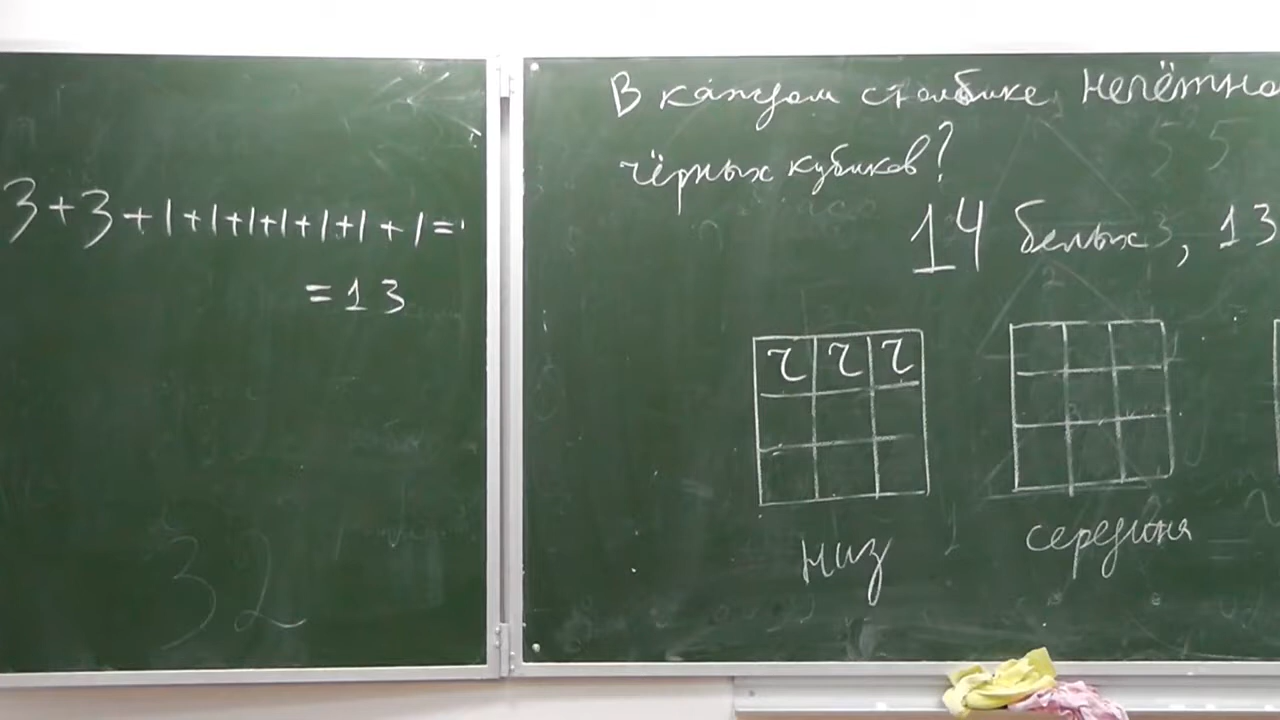 3+3+1+1+1+1+1+1+1=
=13
32
В каждом столбике нечётно
чёрных кубиков?
14 белых, 13
ч ч ч
низ
середина